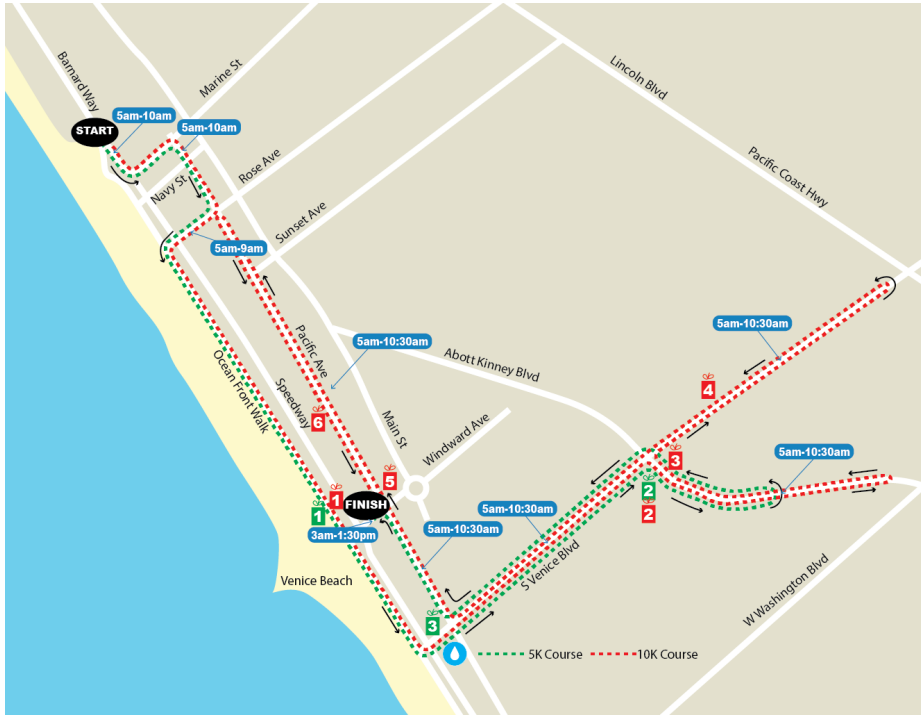 Barnard Way
Marine St
Lincoln Blvd
5am-10am
START
5am-10am
Rose Ave
Pacific Coast Hwy
Navy St
Sunset Ave
5am-9am
5am-10:30am
Pacific Ave
5am-10:30am
Abott Kinney Blvd
Ocean Front Walk
Speedway
4
6
Main St
Windward Ave
3
5am-10:30am
5
2
1
1
FINISH
2
3am-1:30pm
5am-10:30am
5am-10:30am
S Venice Blvd
Venice Beach
W Washington Blvd
3
5K Course
10K Course